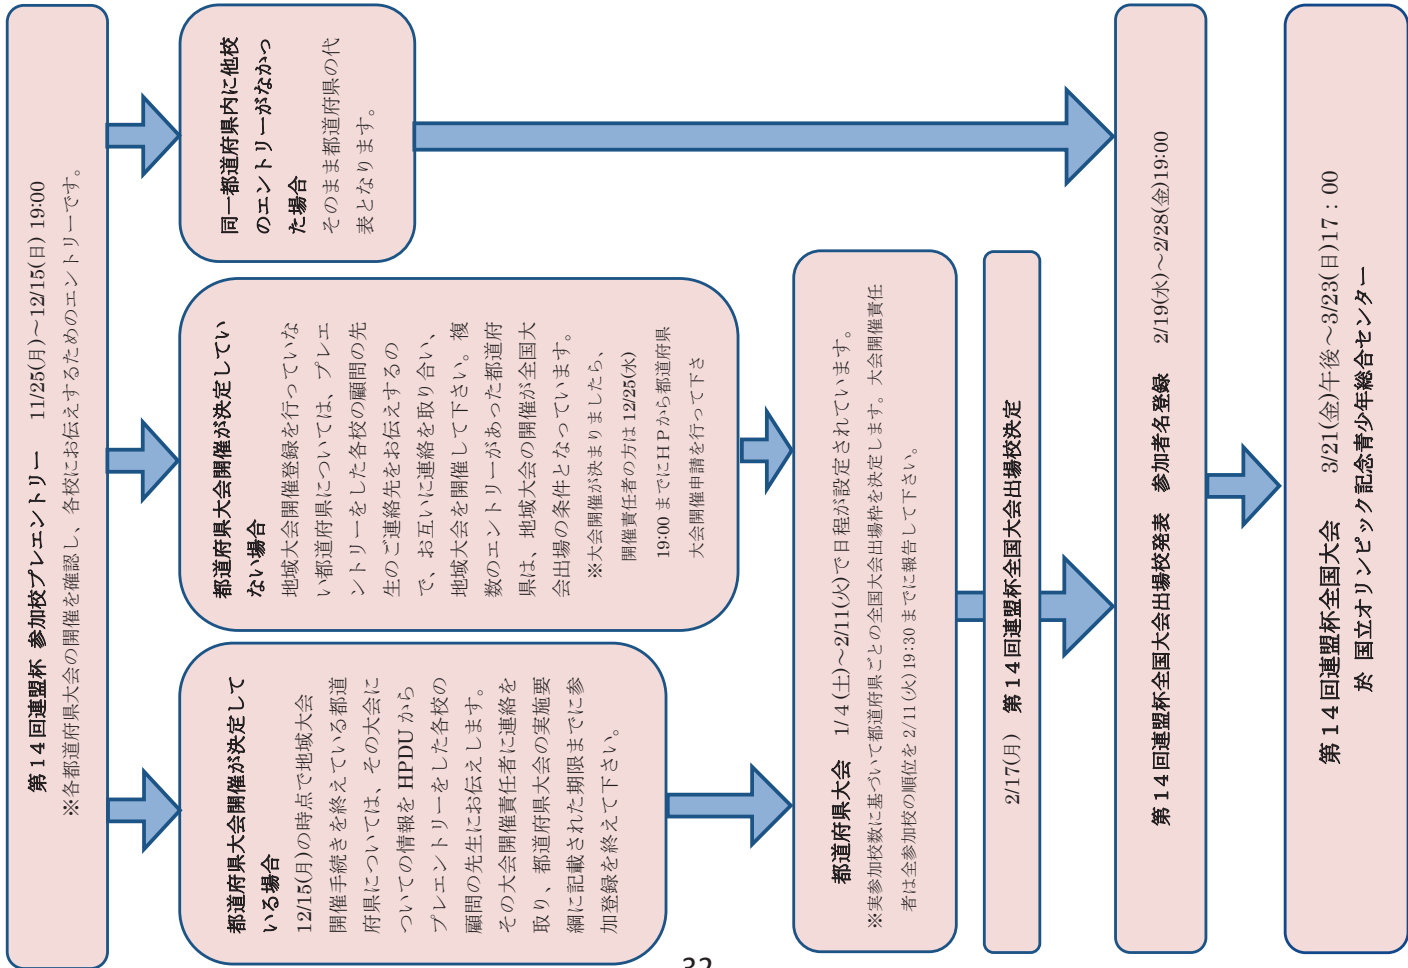 第１４回連盟杯 参加校プレエントリー　11/25(月)～12/15(日) 19:00
※各都道府県大会の開催を確認し、各校にお伝えするためのエントリーです。
都道府県大会開催が決定して
いる場合
12/15(月)の時点で地域大会
開催手続きを終えている都道
府県については、その大会に
ついての情報を HPDU から
プレエントリーをした各校の
顧問の先生にお伝えします。
その大会開催責任者に連絡を
取り、都道府県大会の実施要
綱に記載された期限までに参
加登録を終えて下さい。
都道府県大会開催が決定してい
ない場合
地域大会開催登録を行っていな
い都道府県については、プレエ
ントリーをした各校の顧問の先
生のご連絡先をお伝えするの
で、お互いに連絡を取り合い、
地域大会を開催して下さい。複
数のエントリーがあった都道府
県は、地域大会の開催が全国大
会出場の条件となっています。
※大会開催が決まりましたら、
開催責任者の方は 12/25(水)
19:00 までにＨＰから都道府県
大会開催申請を行って下さ
同一都道府県内に他校
のエントリーがなかっ
た場合
そのまま都道府県の代
表となります。
都道府県大会　1/４(土)～2/11(火)で日程が設定されています。
※実参加校数に基づいて都道府県ごとの全国大会出場枠を決定します。大会開催責任
者は全参加校の順位を 2/11(火) 19:30 までに報告して下さい。
2/17(月)　第１４回連盟杯全国大会出場校決定
第１４回連盟杯全国大会出場校発表　参加者名登録　2/19(水)～2/28(金)19:00
第１４回連盟杯全国大会　3/21(金)午後～3/23(日)17：00
於　国立オリンピック記念青少年総合センター